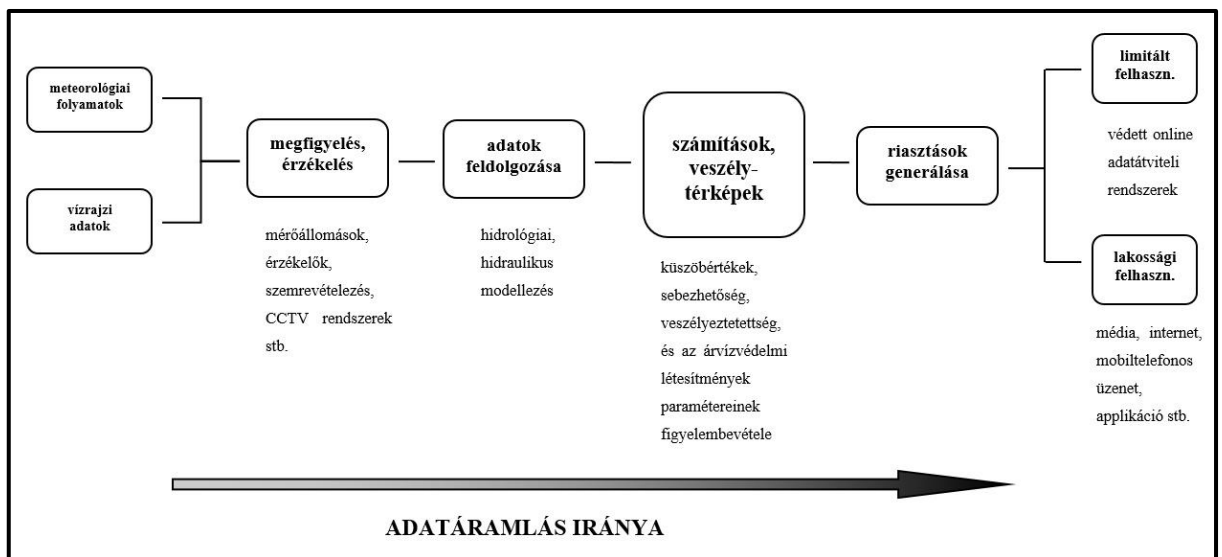 meteorológiai
folyamatok
vízrajzi
adatok
megfigyelés,
érzékelés
mérőállomások,
érzékelők,
szemrevételezés,
CCTV rendszerek
stb.
adatok
feldolgozása
hidrológiai,
hidraulikus
modellezés
számítások,
veszély-
térképek
küszöbértékek,
sebezhetőség,
veszélyeztetettség,
és az árvízvédelmi
létesítmények
paramétereinek
figyelembevétele
riasztások
generálása
limitált
felhaszn.
védett online
adatátviteli
rendszerek
lakossági
felhaszn.
média, internet,
mobiltelefonos
üzenet,
applikáció stb.
ADATÁRAMLÁS IRÁNYA